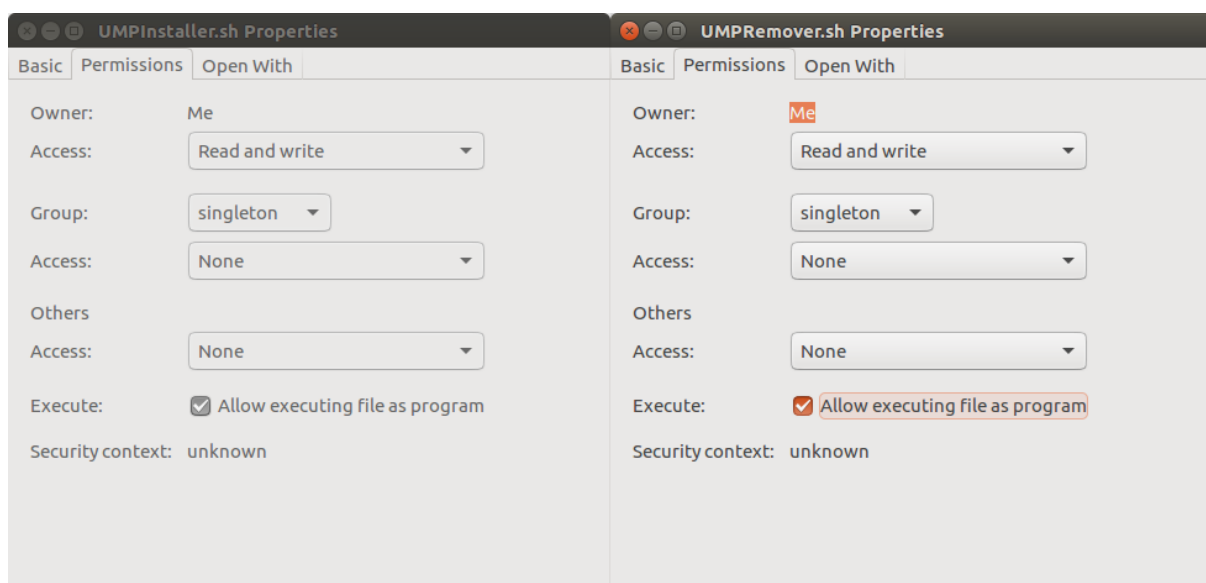 UMPInstaller.sh Properties
Basic Permissions Open With
Owner: Me
Access: Read and write
Group: singleton
Access: None
Others
Access: None
Execute: Allow executing file as program
Security context: unknown
UMPRemover.sh Properties
Basic Permissions Open With
Owner: Me
Access: Read and write
Group: singleton
Access: None
Others
Access: None
Execute: Allow executing file as program
Security context: unknown